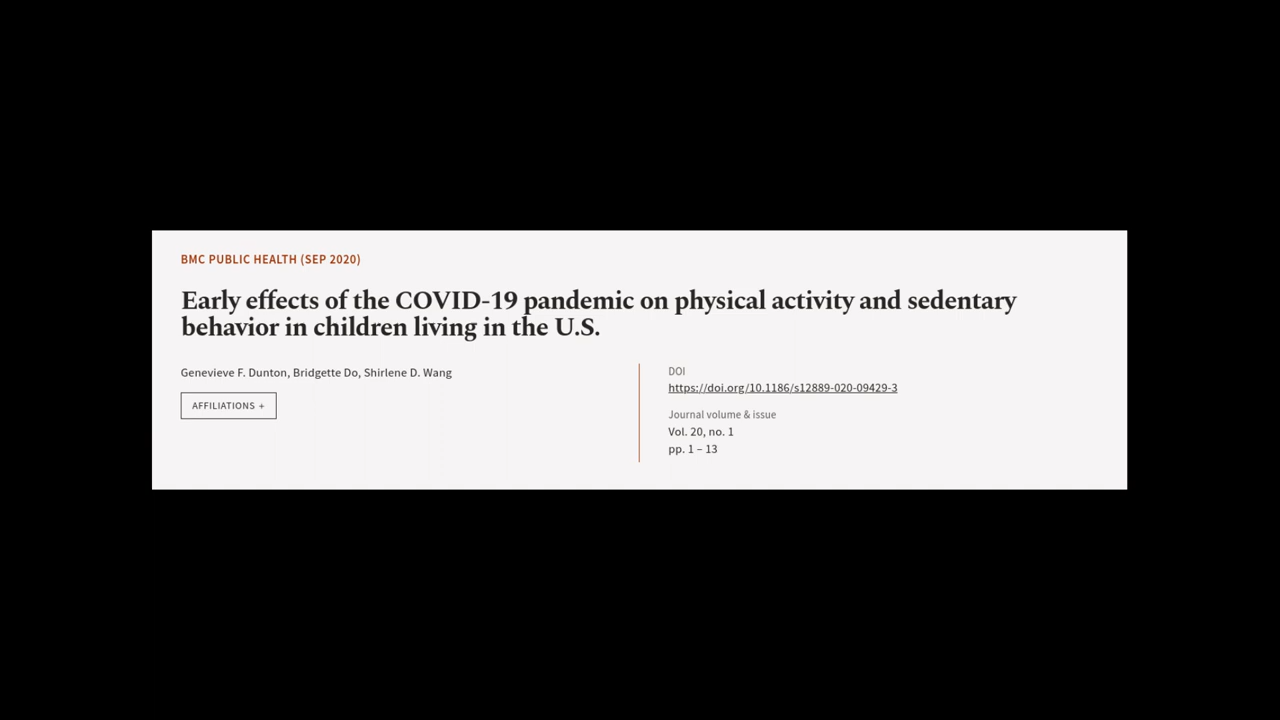 BMC PUBLIC HEALTH (SEP 2020)
Early effects of the COVID-19 pandemic on physical activity and sedentary
behavior in children living in the U.S.
Genevieve F. Dunton, Bridgette Do, Shirlene D. Wang
AFFILIATIONS +
DOI
https://doi.org/10.1186/s12889-020-09429-3
Journal volume & issue
Vol. 20, no. 1
pp. 1 – 13